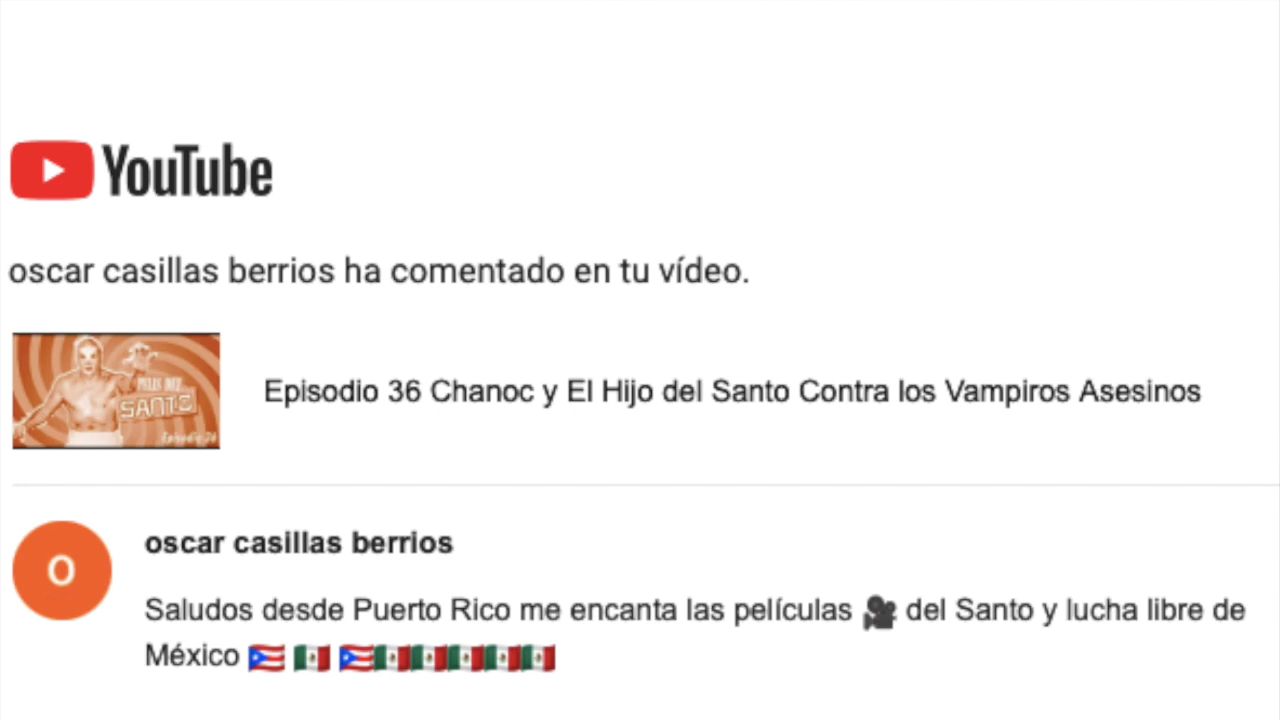 YouTube
oscar casillas berrios ha comentado en tu vídeo.
SANTO
Episodio 36 Chanoc y El Hijo del Santo Contra los Vampiros Asesinos
O
oscar casillas berrios
Saludos desde Puerto Rico me encanta las películas 🎥 del Santo y lucha libre de
México 🇵🇷 🇲🇽 🇵🇷🇲🇽🇲🇽🇲🇽🇲🇽🇲🇽